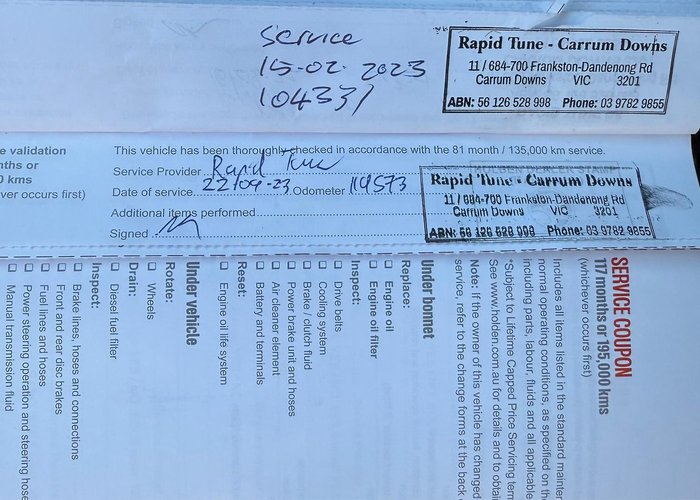 Service
15-02-2023
104331
Rapid Tune - Carrum Downs
11 / 684-700 Frankston-Dandenong Rd
Carrum Downs VIC 3201
ABN: 56 126 528 998 Phone: 03 9782 9855
e validation
nths or
0 kms
ever occurs first)
This vehicle has been thoroughly checked in accordance with the 81 month / 135,000 km service.
Service Provider Rapid Tune
Date of service 22/09-23 Odometer 119573
Additional items performed
Signed
Rapid Tune - Carrum Downs
11 / 684-700 Frankston-Dandenong Rd
Carrum Downs VIC 3201
ABN: 56 126 528 998 Phone: 03 9782 9855
SERVICE COUPON
117 months or 195,000 kms
(whichever occurs first)
Includes all items listed in the standard mainten
normal operating conditions, as specified on th
including parts, labour, fluids and all applicable
*Subject to Lifetime Capped Price Servicing ter
See www.holden.com.au for details and to obtai
Note: If the owner of this vehicle has changed
service, refer to the change forms at the back
Under bonnet
Replace:
Engine oil
Engine oil filter
Inspect:
Drive belts
Cooling system
Brake / clutch fluid
Power brake unit and hoses
Air cleaner element
Battery and terminals
Reset:
Engine oil life system
Under vehicle
Rotate:
Wheels
Drain:
Diesel fuel filter
Inspect:
Brake lines, hoses and connections
Front and rear disc brakes
Fuel lines and hoses
Power steering operation and steering hose
Manual transmission fluid